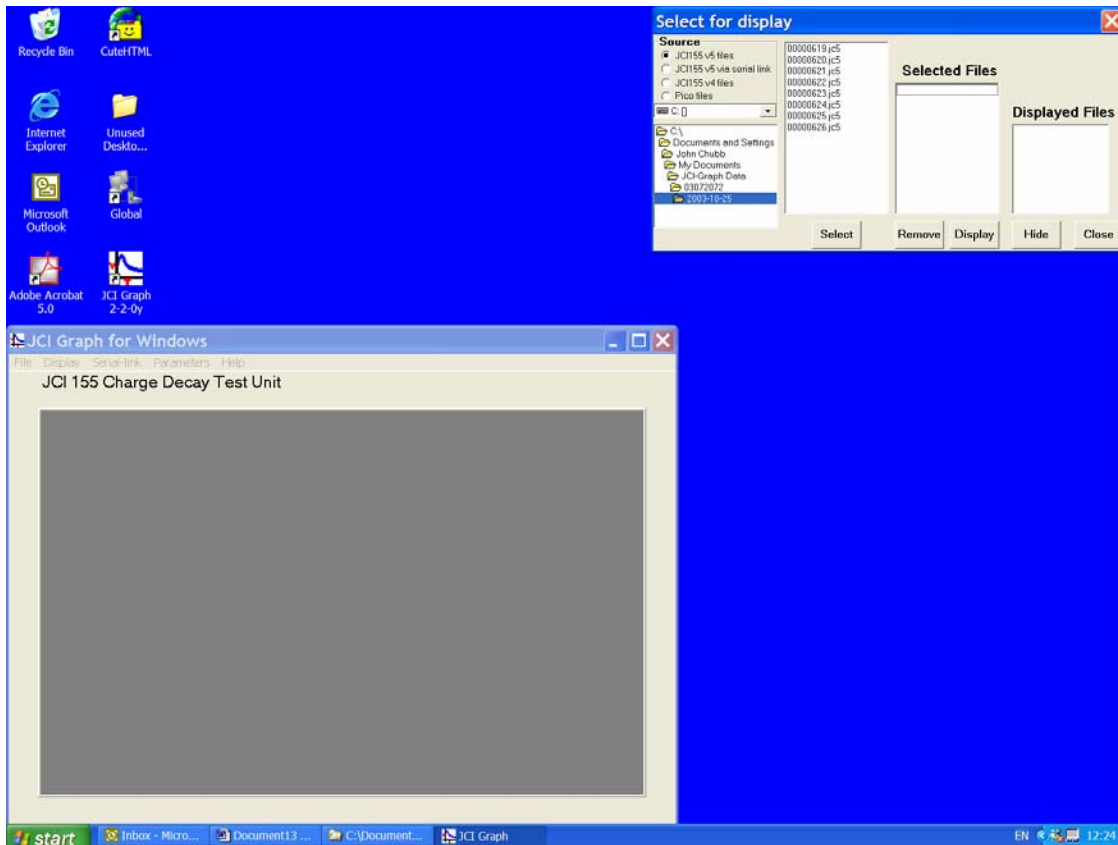 Recycle Bin
CuteHTML
Internet Explorer
Unused Deskto...
Microsoft Outlook
Global
Adobe Acrobat 5.0
JCI Graph 2-2-0y
Select for display
Source
JCI155 v5 files
JCI155 v5 via serial link
JCI155 v4 files
Pico files
C: []
C:\
Documents and Settings
John Chubb
My Documents
JCI-Graph Data
03072072
2003-10-25
00000619.jc5
00000620.jc5
00000621.jc5
00000622.jc5
00000623.jc5
00000624.jc5
00000625.jc5
00000626.jc5
Selected Files
Displayed Files
Select
Remove
Display
Hide
Close
JCI Graph for Windows
File Display Serial-link Parameters Help
JCI 155 Charge Decay Test Unit
start
Inbox - Micro...
Document13 ...
C:\Document...
JCI Graph
EN
12:24